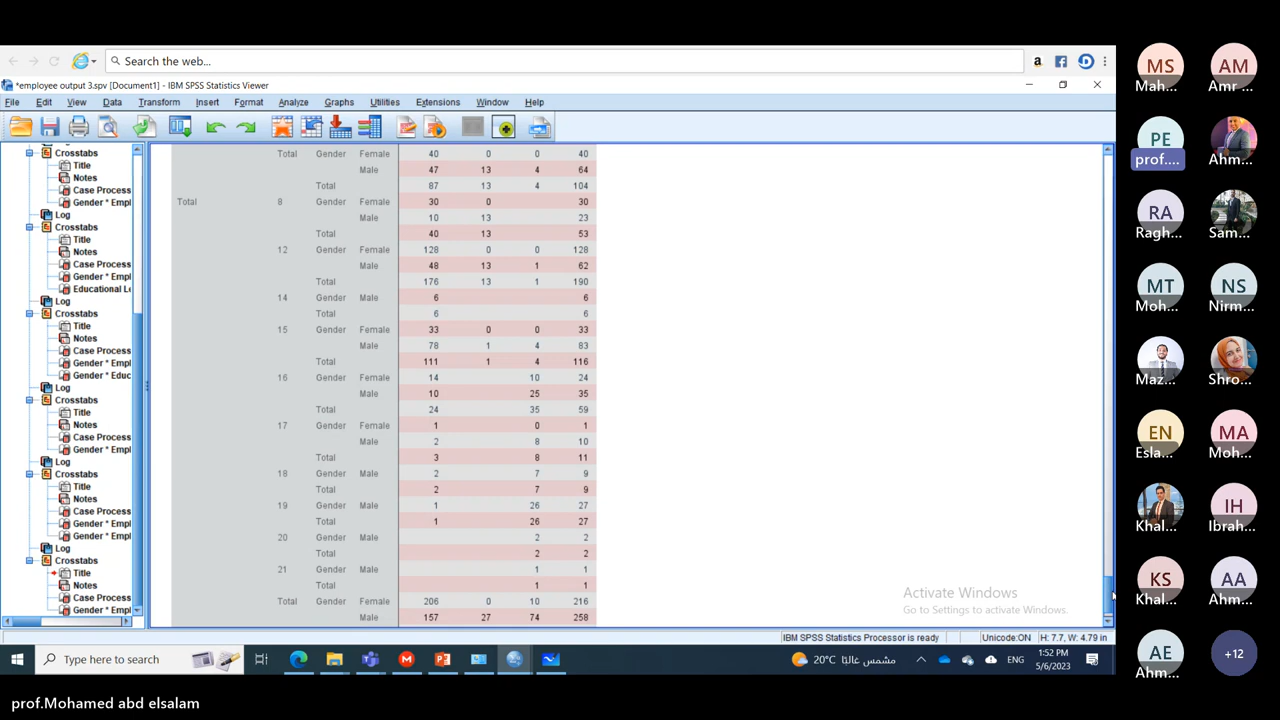 Search the web...
*employee output 3.spv [Document1] - IBM SPSS Statistics Viewer
File Edit View Data Transform Insert Format Analyze Graphs Utilities Extensions Window Help
Crosstabs
Title
Notes
Case Process
Gender * Empl
Log
Crosstabs
Title
Notes
Case Process
Gender * Empl
Educational Le
Log
Crosstabs
Title
Notes
Case Process
Gender * Empl
Gender * Educ
Log
Crosstabs
Title
Notes
Case Process
Gender * Empl
Log
Crosstabs
Title
Notes
Case Process
Gender * Empl
Log
Crosstabs
Title
Notes
Case Process
Gender * Empl
Total Gender Female 40 0 0 40
Male 47 13 4 64
Total 87 13 4 104
Total 8 Gender Female 30 0 30
Male 10 13 23
Total 40 13 53
12 Gender Female 128 0 0 128
Male 48 13 1 62
Total 176 13 1 190
14 Gender Male 6 6
Total 6 6
15 Gender Female 33 0 0 33
Male 78 1 4 83
Total 111 1 4 116
16 Gender Female 14 10 24
Male 10 25 35
Total 24 35 59
17 Gender Female 1 0 1
Male 2 8 10
Total 3 8 11
18 Gender Male 2 7 9
Total 2 7 9
19 Gender Male 1 26 27
Total 1 26 27
20 Gender Male 2 2
Total 2 2
21 Gender Male 1 1
Total 1 1
Total Gender Female 206 0 10 216
Male 157 27 74 258
Activate Windows
Go to Settings to activate Windows.
IBM SPSS Statistics Processor is ready Unicode:ON H: 7.7, W: 4.79 in
Type here to search
20°C مشمس غالبًا
ENG
1:52 PM
5/6/2023
prof.Mohamed abd elsalam
MS
Mah...
AM
Amr ...
PE
prof....
Ahm...
RA
Ragh...
Sam...
MT
Moh...
NS
Nirm...
Maz...
Shro...
EN
Esla...
MA
Moh...
Khal...
IH
Ibrah...
KS
Khal...
AA
Ahm...
AE
Ahm...
+12